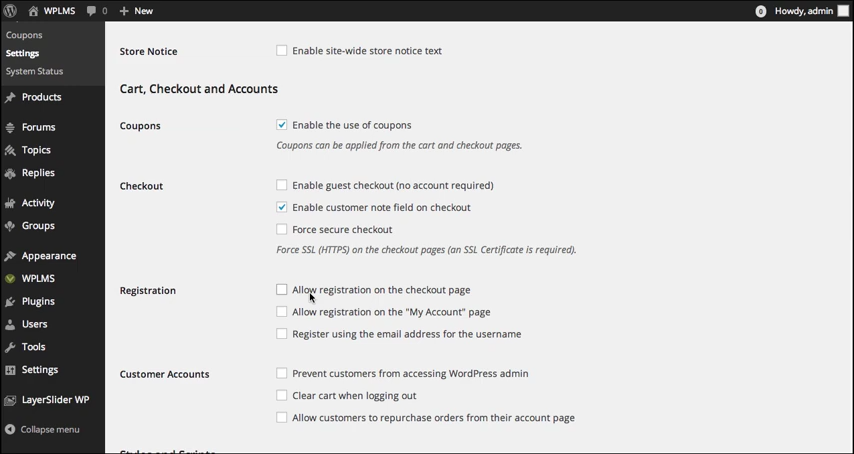 WPLMS 0 + New 0 Howdy, admin
Coupons
Settings
System Status
Products
Forums
Topics
Replies
Activity
Groups
Appearance
WPLMS
Plugins
Users
Tools
Settings
LayerSlider WP
Collapse menu
Store Notice Enable site-wide store notice text
Cart, Checkout and Accounts
Coupons Enable the use of coupons
Coupons can be applied from the cart and checkout pages.
Checkout Enable guest checkout (no account required)
Enable customer note field on checkout
Force secure checkout
Force SSL (HTTPS) on the checkout pages (an SSL Certificate is required).
Registration Allow registration on the checkout page
Allow registration on the "My Account" page
Register using the email address for the username
Customer Accounts Prevent customers from accessing WordPress admin
Clear cart when logging out
Allow customers to repurchase orders from their account page
Styles and Scripts